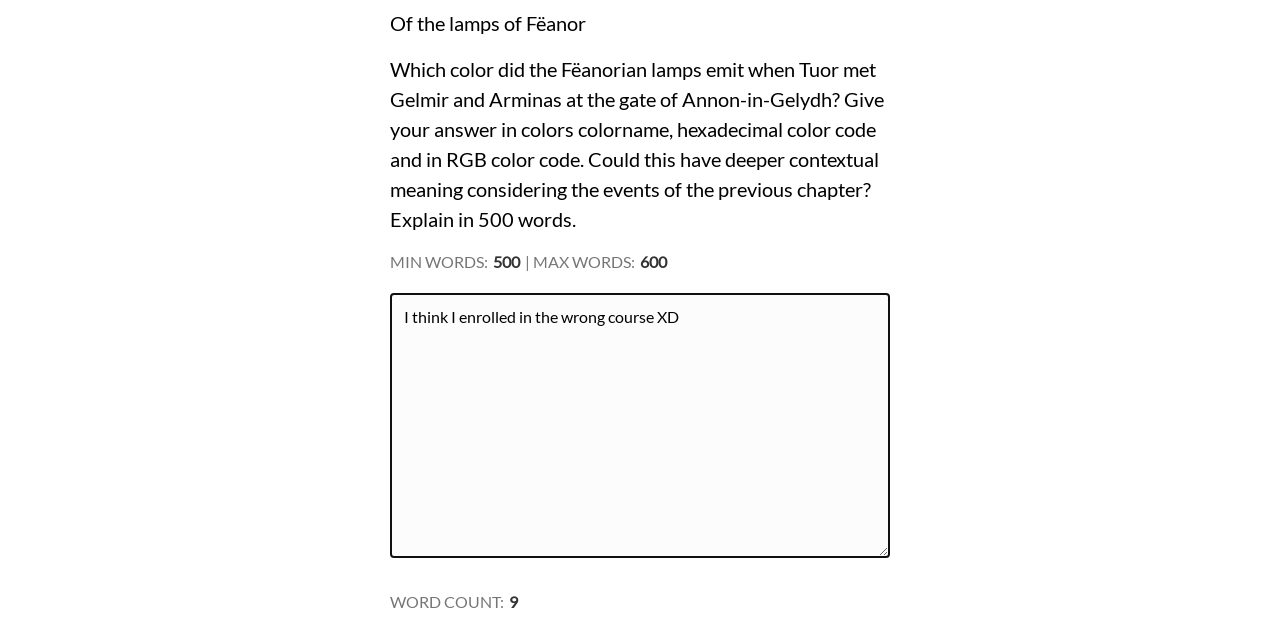 Of the lamps of Fëanor
Which color did the Fëanorian lamps emit when Tuor met
Gelmir and Arminas at the gate of Annon-in-Gelydh? Give
your answer in colors colorname, hexadecimal color code
and in RGB color code. Could this have deeper contextual
meaning considering the events of the previous chapter?
Explain in 500 words.
MIN WORDS: 500 | MAX WORDS: 600
I think I enrolled in the wrong course XD
WORD COUNT: 9